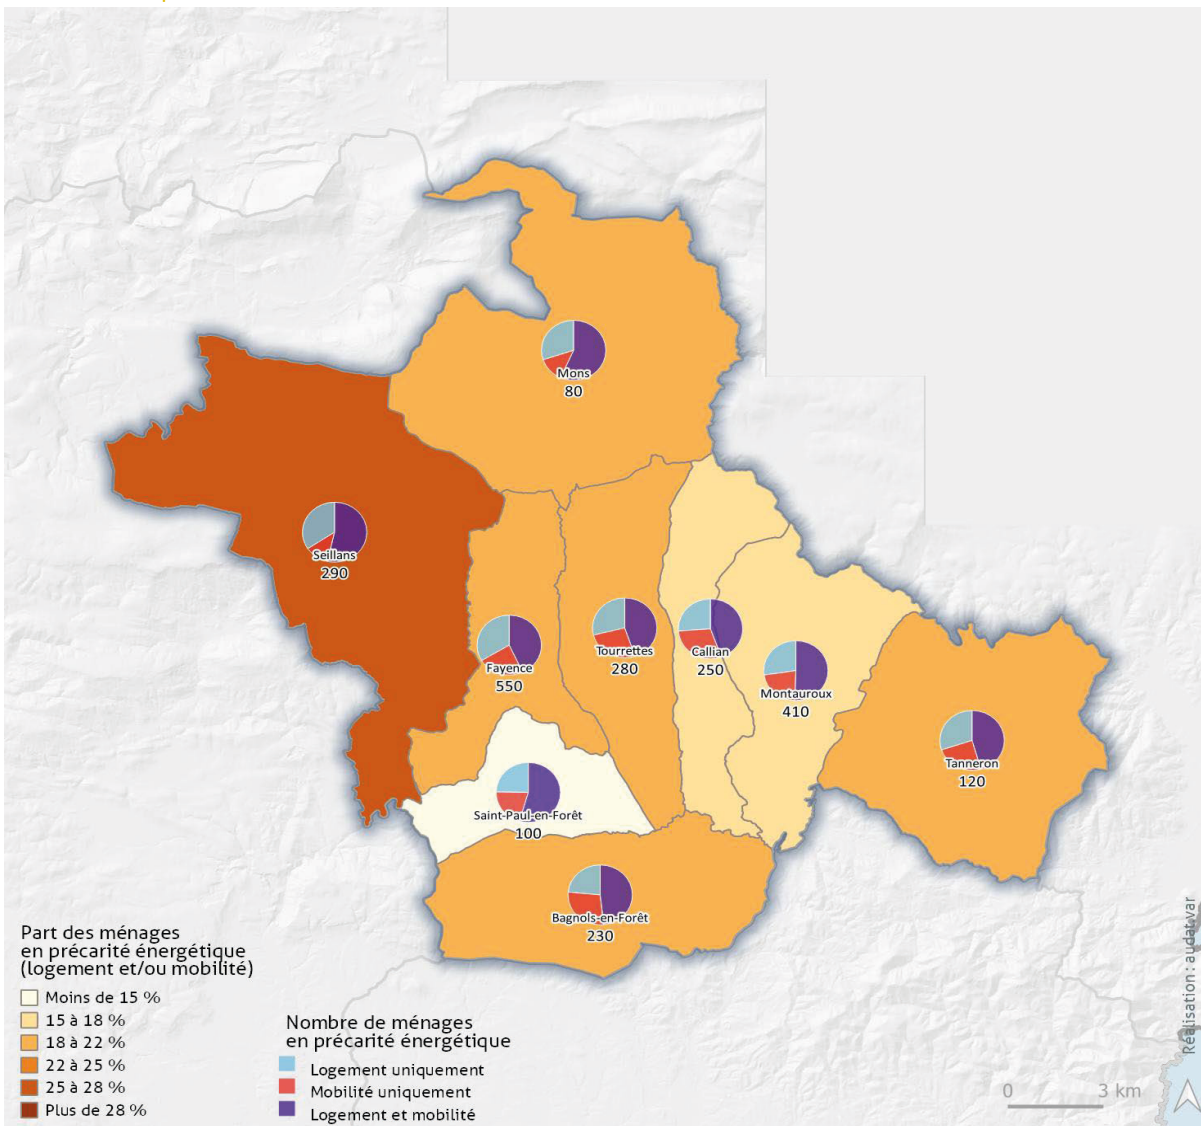 Mons
80
Seillans
290
Fayence
550
Tourrettes
280
Callian
250
Montauroux
410
Tanneron
120
Saint-Paul-en-Forêt
100
Bagnols-en-Forêt
230
Part des ménages
en précarité énergétique
(logement et/ou mobilité)
Moins de 15 %
15 à 18 %
18 à 22 %
22 à 25 %
25 à 28 %
Plus de 28 %
Nombre de ménages
en précarité énergétique
Logement uniquement
Mobilité uniquement
Logement et mobilité
0 3 km
Réalisation : audat.var